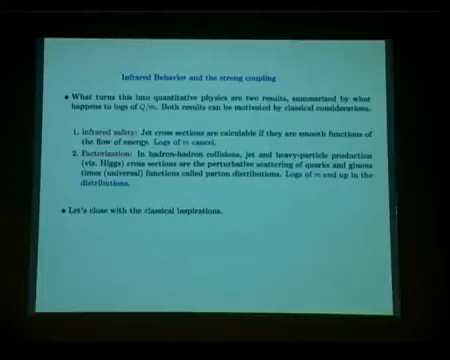 Infrared Behavior and the strong coupling
• What turns this into quantitative physics are two results, summarized by what
happens to logs of Q/m. Both results can be motivated by classical considerations.
1. infrared safety: Jet cross sections are calculable if they are smooth functions of
the flow of energy. Logs of m cancel.
2. Factorization: In hadron-hadron collisions, jet and heavy-particle production
(viz. Higgs) cross sections are the perturbative scattering of quarks and gluons
times (universal) functions called parton distributions. Logs of m end up in the
distributions.
• Let's close with the classical inspirations.